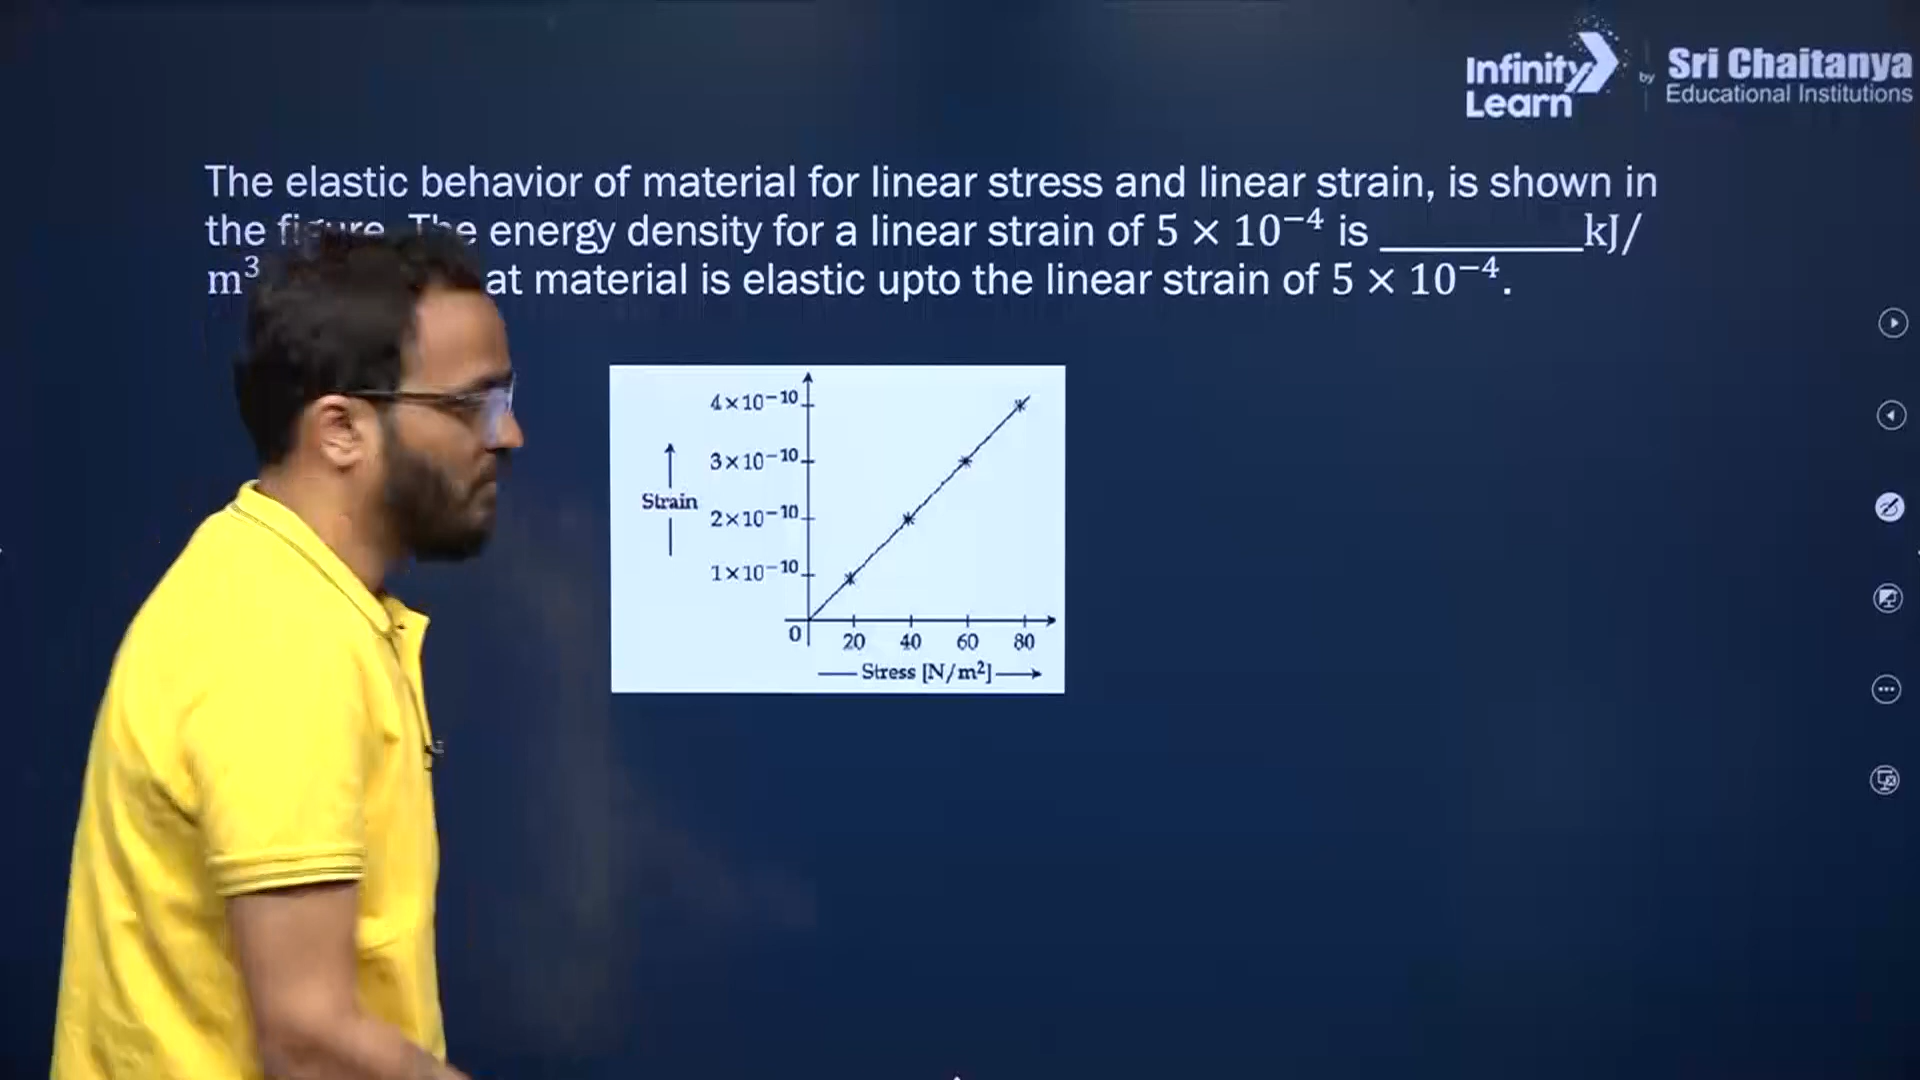 Infinity
Learn
by
Sri Chaitanya
Educational Institutions
The elastic behavior of material for linear stress and linear strain, is shown in
the figure. The energy density for a linear strain of 5 × 10⁻⁴ is _________kJ/
m³ at material is elastic upto the linear strain of 5 × 10⁻⁴.
4×10⁻¹⁰
3×10⁻¹⁰
Strain
2×10⁻¹⁰
1×10⁻¹⁰
0 20 40 60 80
Stress [N/m²]